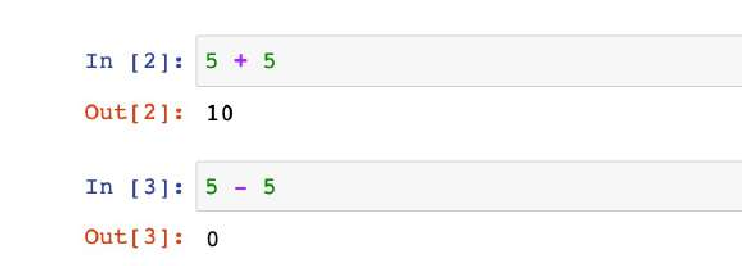 In [2]: 5 + 5
Out[2]: 10
In [3]: 5 - 5
Out[3]: 0